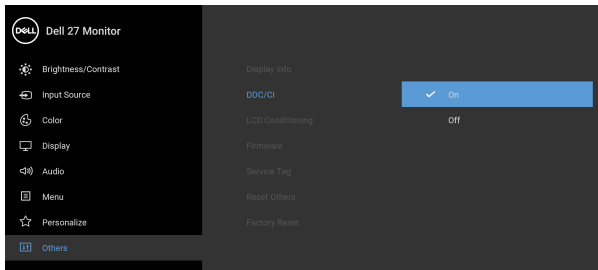 DELL Dell 27 Monitor
Brightness/Contrast
Input Source
Color
Display
Audio
Menu
Personalize
Others
Display Info
DDC/CI
LCD Conditioning
Firmware
Service Tag
Reset Others
Factory Reset
On
Off